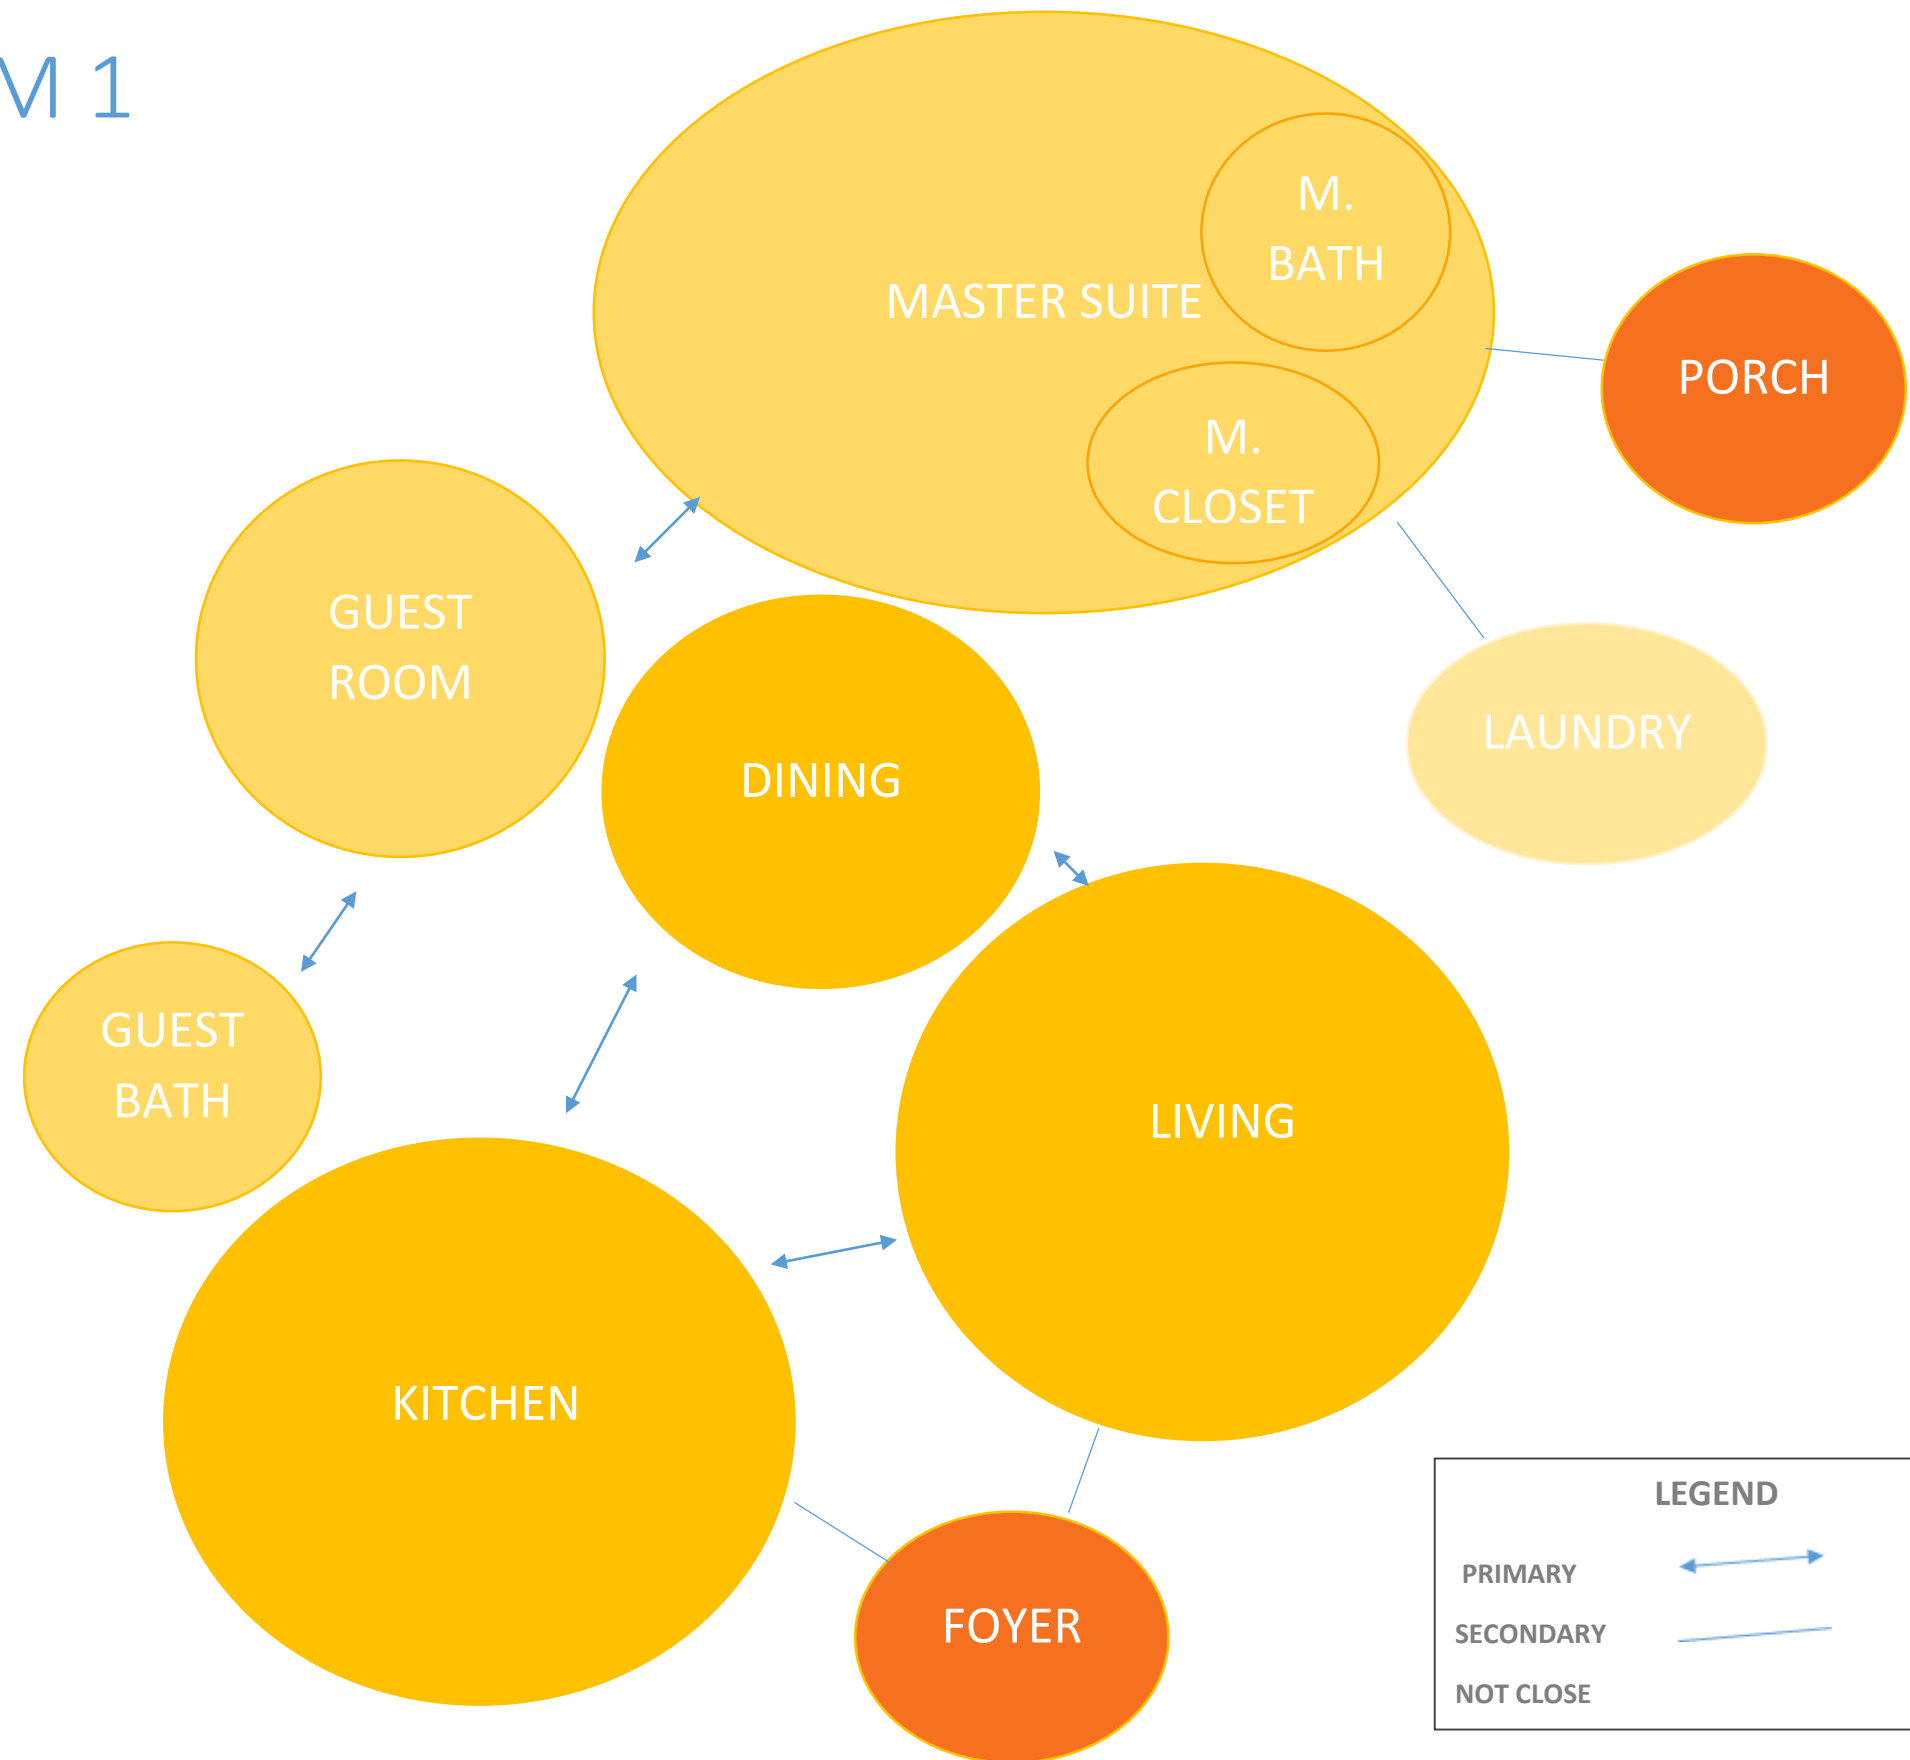 M 1
M.
BATH
MASTER SUITE
PORCH
M.
CLOSET
GUEST
ROOM
LAUNDRY
DINING
GUEST
BATH
LIVING
KITCHEN
FOYER
LEGEND
PRIMARY
SECONDARY
NOT CLOSE